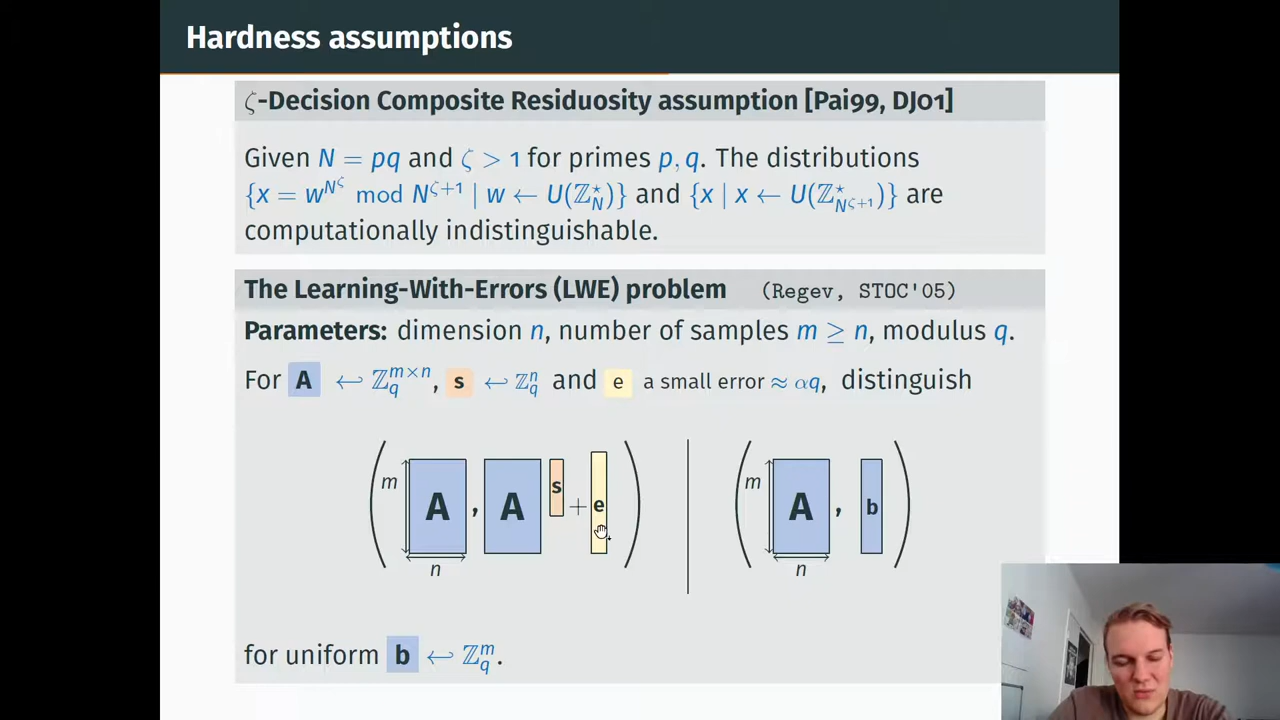 Hardness assumptions
ζ-Decision Composite Residuosity assumption [Pai99, DJ01]
Given N = pq and ζ > 1 for primes p, q. The distributions
{x = w^{N^ζ} mod N^{ζ+1} | w ← U(ℤ_N^⋆)} and {x | x ← U(ℤ^⋆_{N^{ζ+1}})} are
computationally indistinguishable.
The Learning-With-Errors (LWE) problem (Regev, STOC'05)
Parameters: dimension n, number of samples m ≥ n, modulus q.
For A ↩ ℤ_q^{m×n}, s ↩ ℤ_q^n and e a small error ≈ αq, distinguish
( m A , A s + e ) | ( m A , b )
n n
for uniform b ↩ ℤ_q^m.